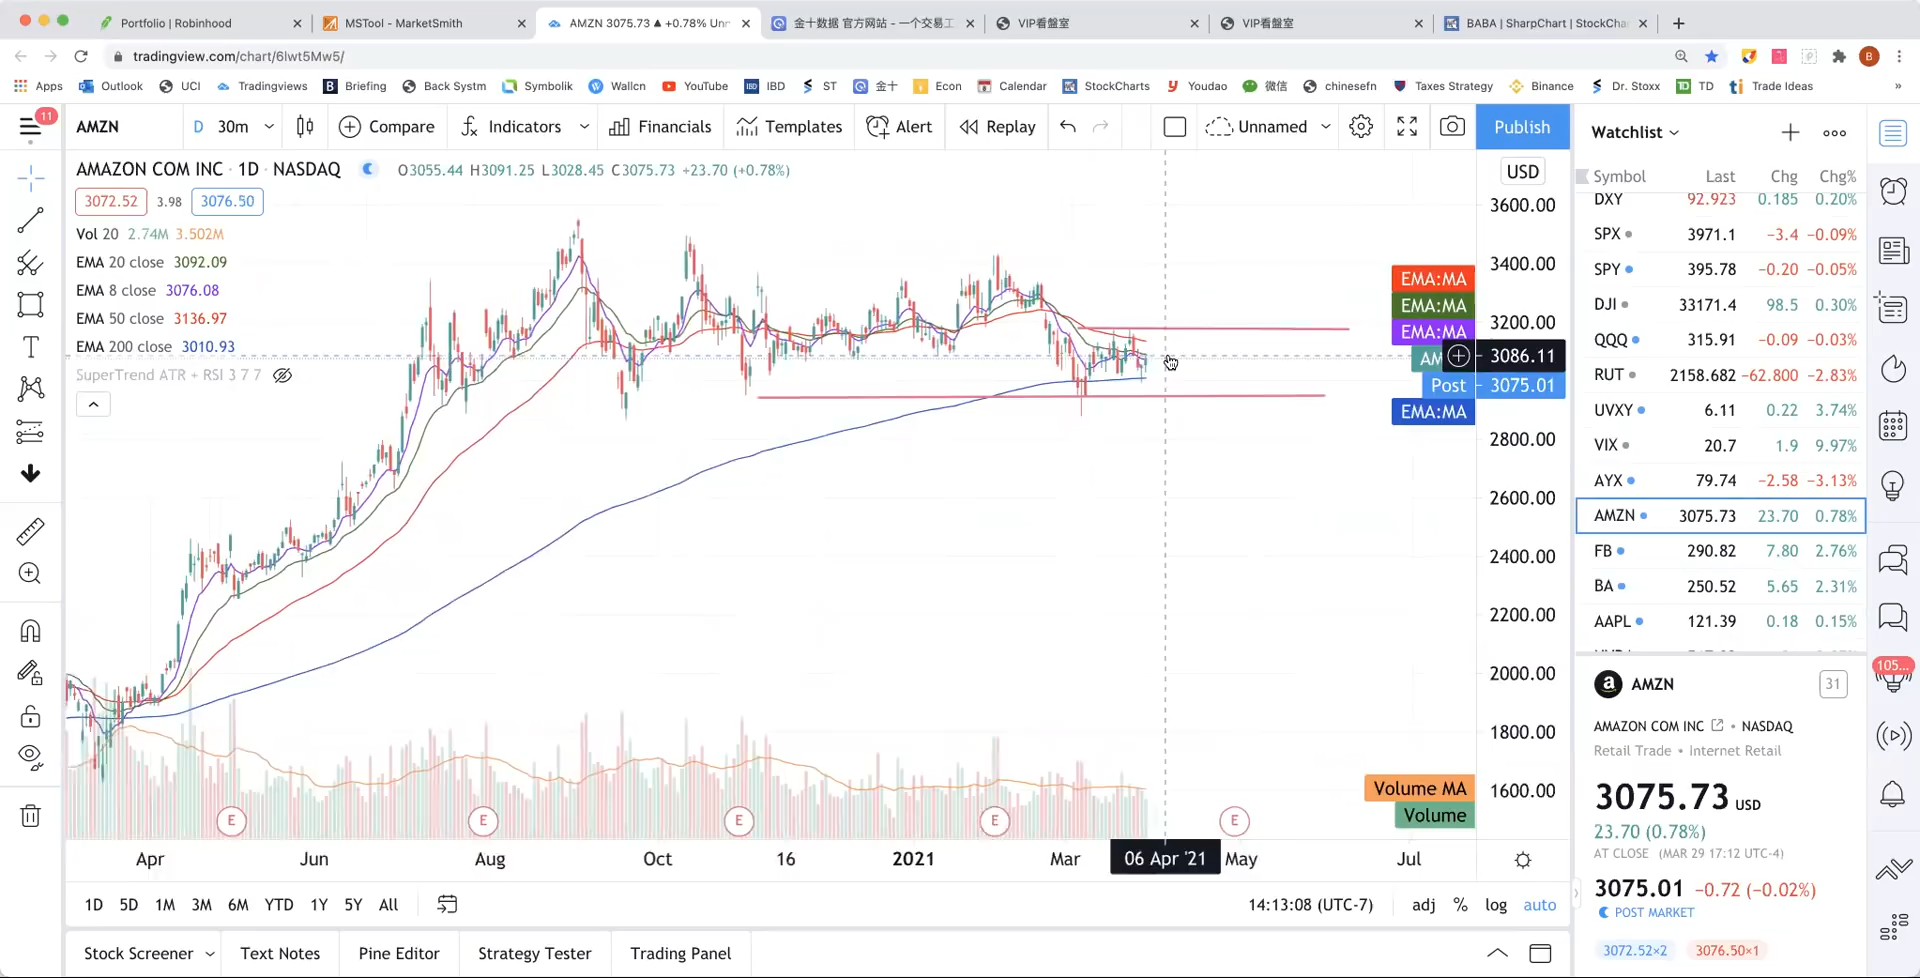 Portfolio | Robinhood
MSTool - MarketSmith
AMZN 3075.73 ▲ +0.78% Unn
金十数据 官方网站 - 一个交易工
VIP看盤室
VIP看盤室
BABA | SharpChart | StockCha
tradingview.com/chart/6lwt5Mw5/
B
Apps
Outlook
UCI
Tradingviews
Briefing
Back Systm
Symbolik
Wallcn
YouTube
IBD
ST
金十
Econ
Calendar
StockCharts
Youdao
微信
chinesefn
Taxes Strategy
Binance
Dr. Stoxx
TD
Trade Ideas
»
11
AMZN
D
30m
Compare
Indicators
Financials
Templates
Alert
Replay
Unnamed
Publish
Watchlist
AMAZON COM INC · 1D · NASDAQ
O3055.44 H3091.25 L3028.45 C3075.73 +23.70 (+0.78%)
3072.52
3.98
3076.50
Vol 20 2.74M 3.502M
EMA 20 close 3092.09
EMA 8 close 3076.08
EMA 50 close 3136.97
EMA 200 close 3010.93
SuperTrend ATR + RSI 3 7 7
USD
3600.00
3400.00
EMA:MA
EMA:MA
3200.00
EMA:MA
AM
3086.11
Post
3075.01
EMA:MA
2800.00
2600.00
2400.00
2200.00
2000.00
1800.00
Volume MA
1600.00
Volume
E
E
E
E
E
Apr
Jun
Aug
Oct
16
2021
Mar
06 Apr '21
May
Jul
1D
5D
1M
3M
6M
YTD
1Y
5Y
All
14:13:08 (UTC-7)
adj
%
log
auto
Stock Screener
Text Notes
Pine Editor
Strategy Tester
Trading Panel
Symbol Last Chg Chg%
DXY 92.923 0.185 0.20%
SPX 3971.1 −3.4 −0.09%
SPY 395.78 −0.20 −0.05%
DJI 33171.4 98.5 0.30%
QQQ 315.91 −0.09 −0.03%
RUT 2158.682 −62.800 −2.83%
UVXY 6.11 0.22 3.74%
VIX 20.7 1.9 9.97%
AYX 79.74 −2.58 −3.13%
AMZN 3075.73 23.70 0.78%
FB 290.82 7.80 2.76%
BA 250.52 5.65 2.31%
AAPL 121.39 0.18 0.15%
AMZN
31
AMAZON COM INC • NASDAQ
Retail Trade • Internet Retail
3075.73 USD
23.70 (0.78%)
AT CLOSE (MAR 29 17:12 UTC-4)
3075.01 −0.72 (−0.02%)
POST MARKET
3072.52×2
3076.50×1
105...